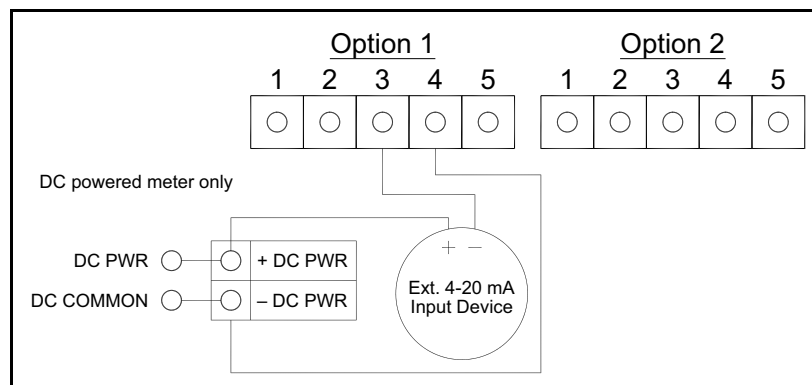 Option 1 Option 2
1 2 3 4 5 1 2 3 4 5
DC powered meter only
+ −
DC PWR + DC PWR
Ext. 4-20 mA
Input Device
DC COMMON – DC PWR